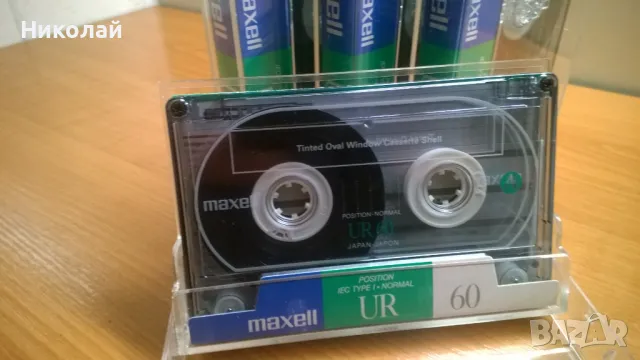 Николай
maxell
maxell
maxell
Tinted Oval Window Cassette Shell
maxell
A
POSITION·NORMAL
UR 60
JAPAN·JAPON
POSITION
IEC TYPE I·NORMAL
maxell
UR
60
BAZAR